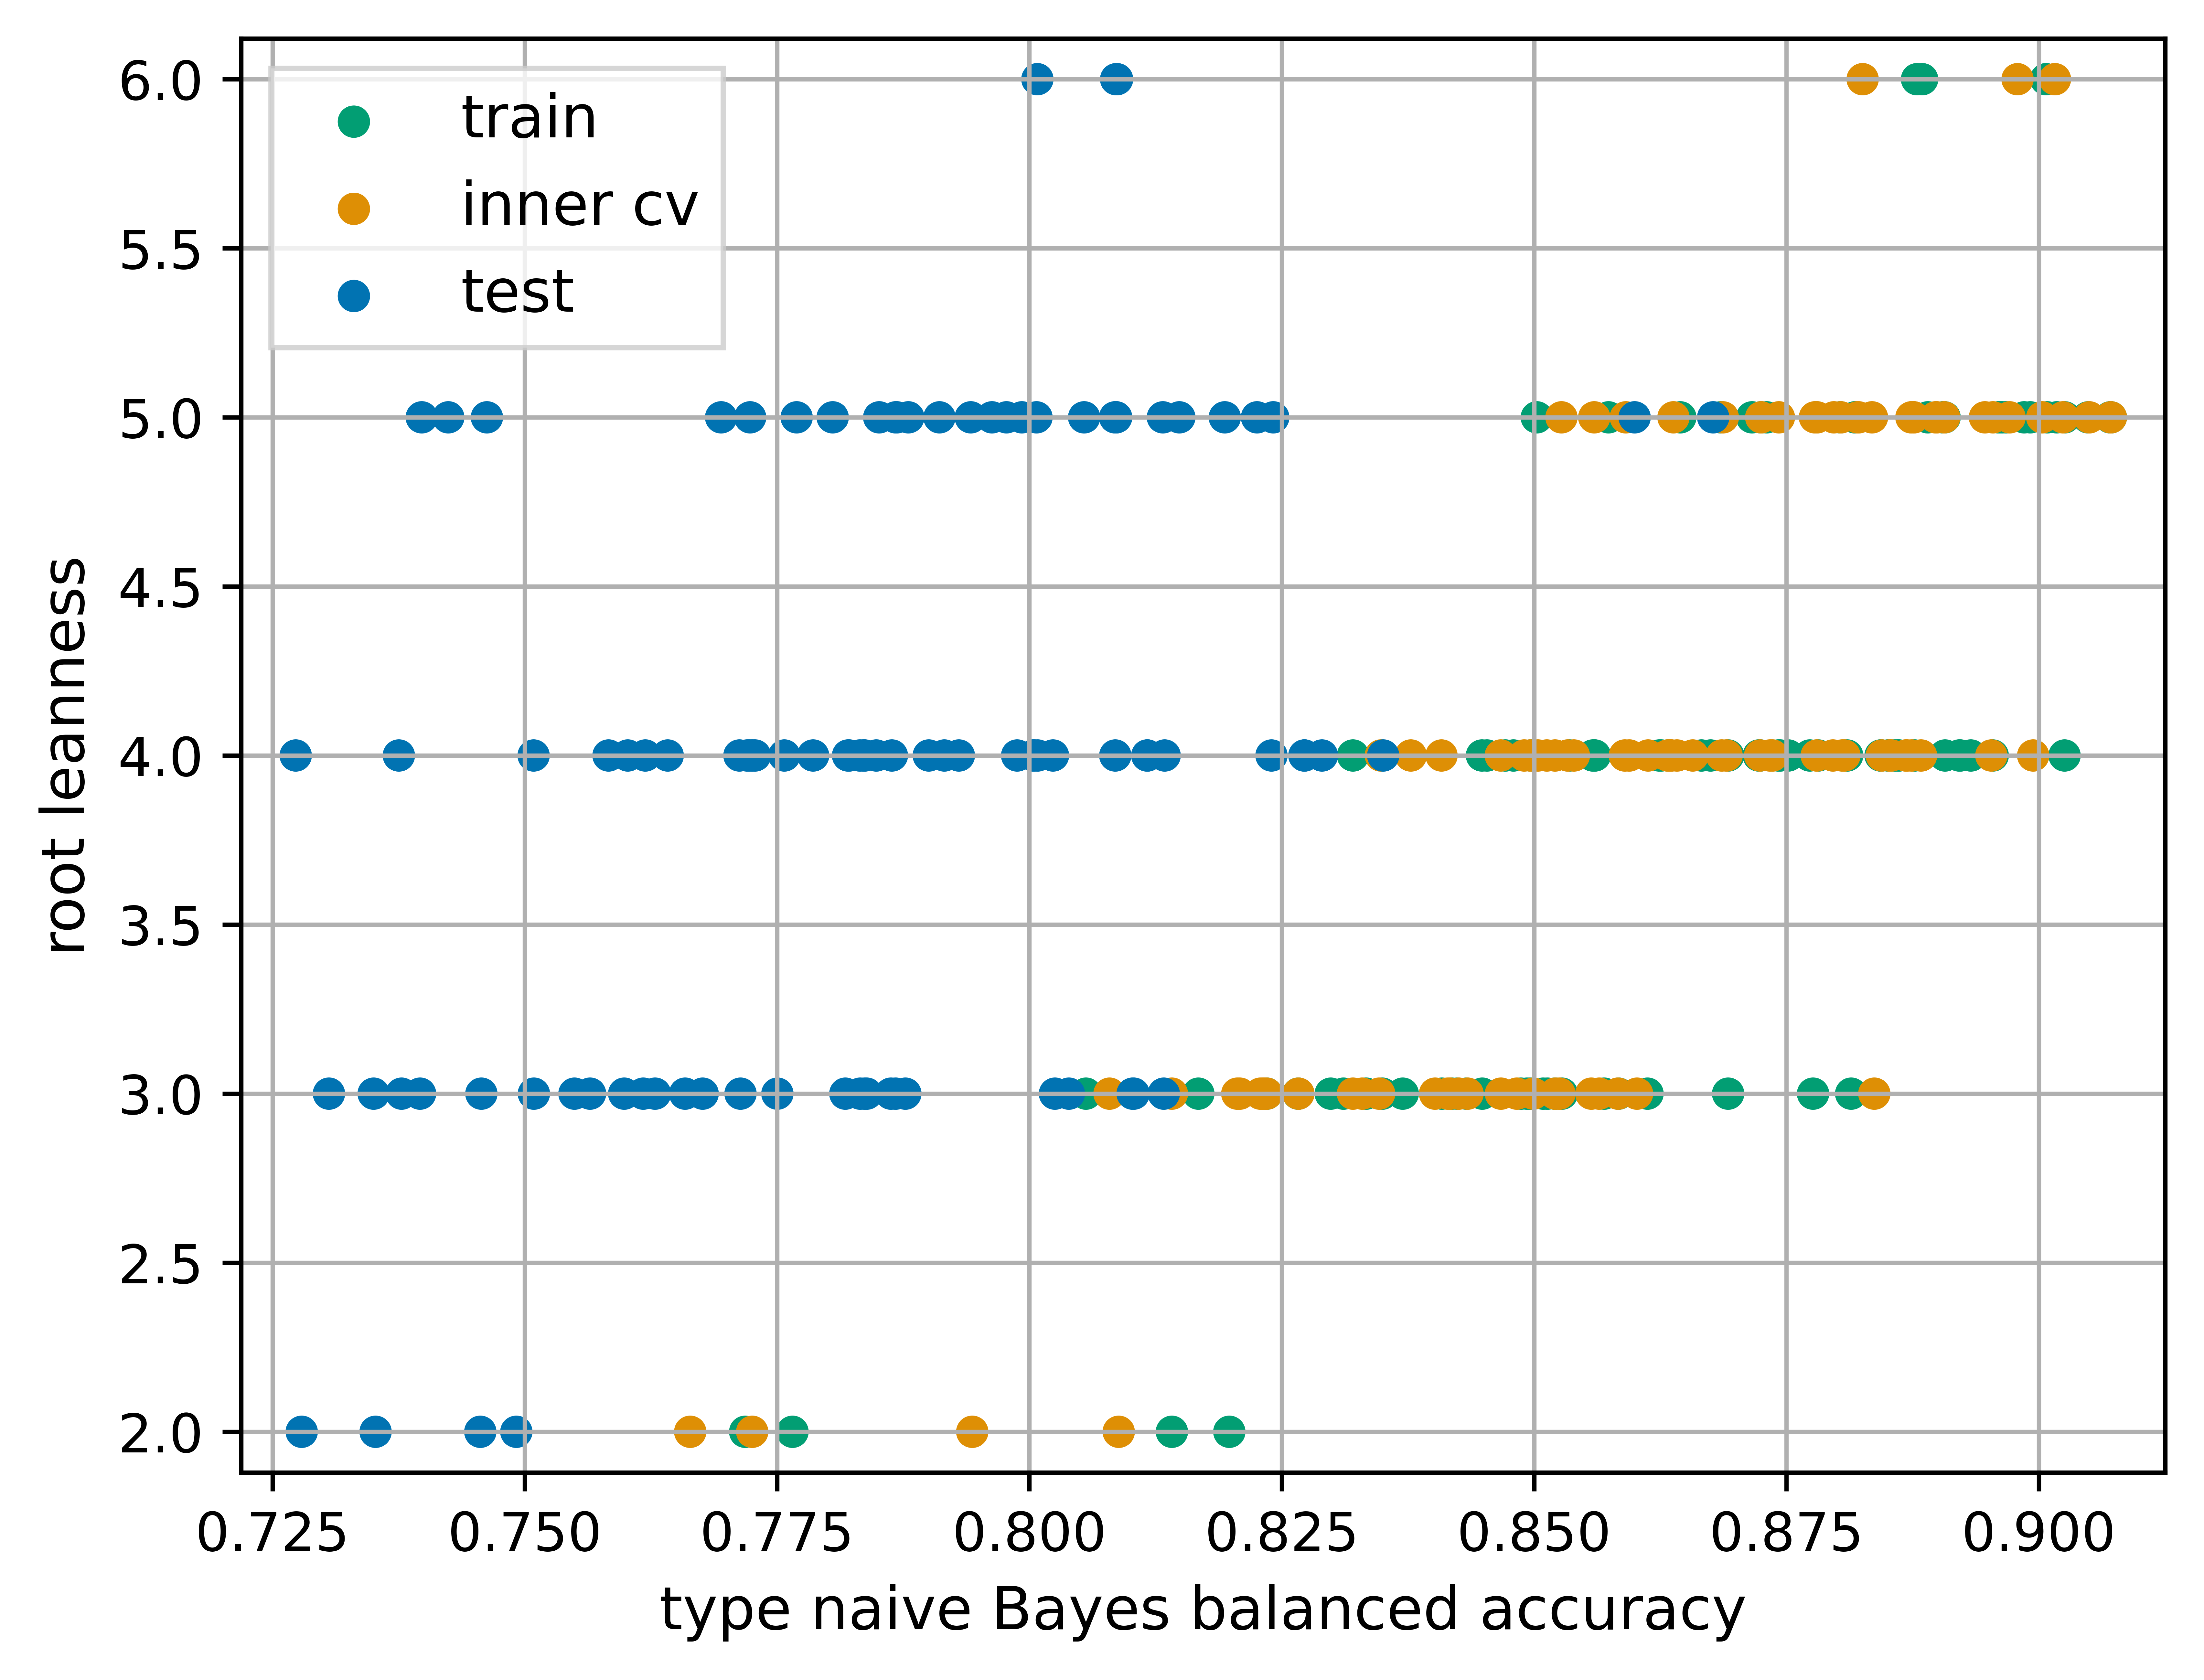 train
inner cv
test
6.0
5.5
5.0
4.5
4.0
3.5
3.0
2.5
2.0
root leanness
0.725 0.750 0.775 0.800 0.825 0.850 0.875 0.900
type naive Bayes balanced accuracy